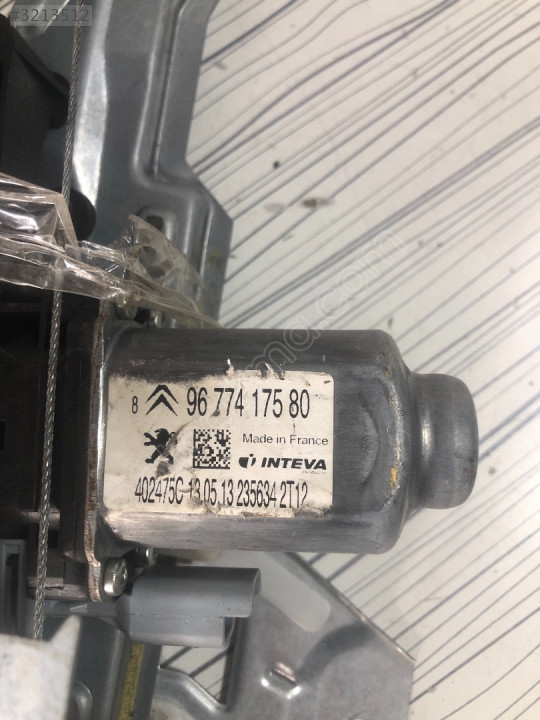 #3213512
8 96 774 175 80
Made in France
INTEVA
402475C 13.05.13 235634 2T12